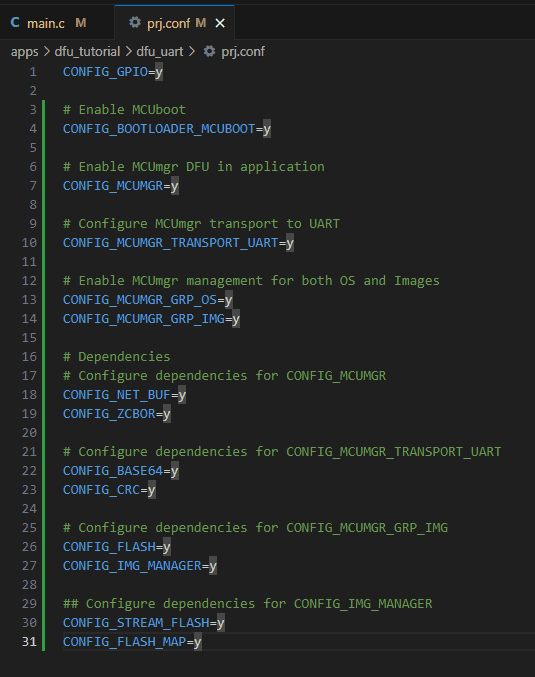 main.c M prj.conf M
apps > dfu_tutorial > dfu_uart > prj.conf
1 CONFIG_GPIO=y
2
3 # Enable MCUboot
4 CONFIG_BOOTLOADER_MCUBOOT=y
5
6 # Enable MCUmgr DFU in application
7 CONFIG_MCUMGR=y
8
9 # Configure MCUmgr transport to UART
10 CONFIG_MCUMGR_TRANSPORT_UART=y
11
12 # Enable MCUmgr management for both OS and Images
13 CONFIG_MCUMGR_GRP_OS=y
14 CONFIG_MCUMGR_GRP_IMG=y
15
16 # Dependencies
17 # Configure dependencies for CONFIG_MCUMGR
18 CONFIG_NET_BUF=y
19 CONFIG_ZCBOR=y
20
21 # Configure dependencies for CONFIG_MCUMGR_TRANSPORT_UART
22 CONFIG_BASE64=y
23 CONFIG_CRC=y
24
25 # Configure dependencies for CONFIG_MCUMGR_GRP_IMG
26 CONFIG_FLASH=y
27 CONFIG_IMG_MANAGER=y
28
29 ## Configure dependencies for CONFIG_IMG_MANAGER
30 CONFIG_STREAM_FLASH=y
31 CONFIG_FLASH_MAP=y